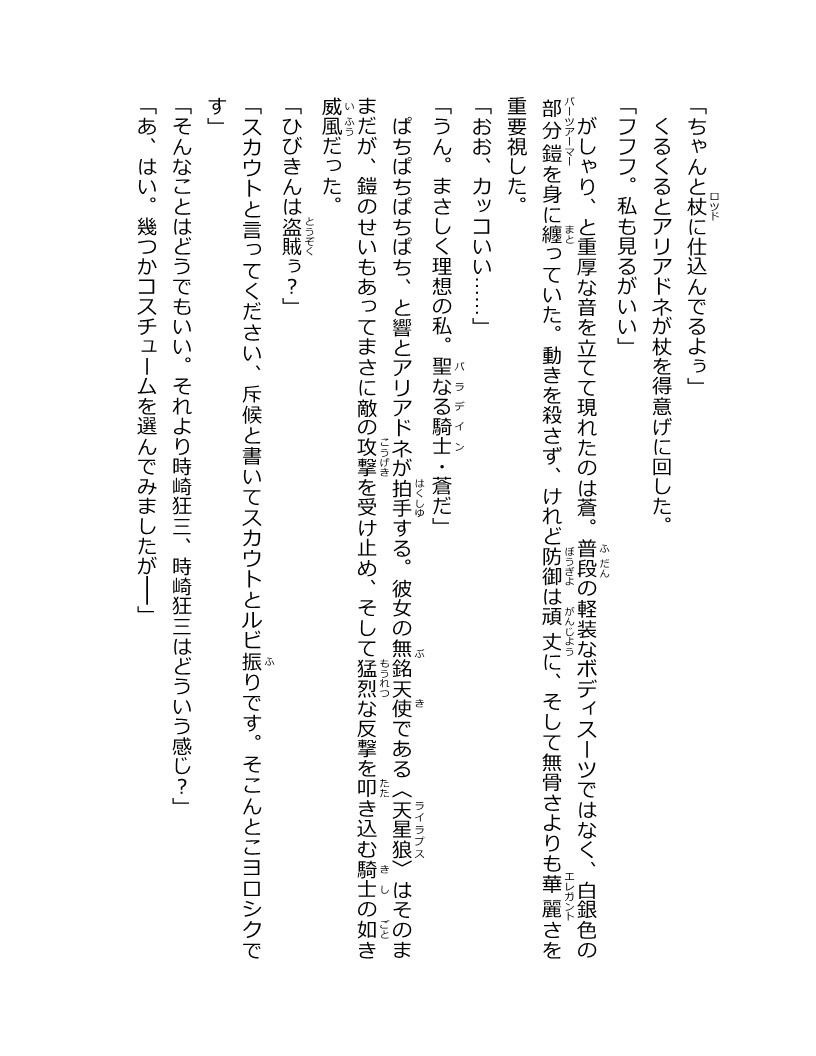 「ちゃんと杖に仕込んでるよぅ」
くるくるとアリアドネが杖を得意げに回した。
「フフフ。私も見るがいい」
がしゃり、と重厚な音を立てて現れたのは蒼。普段の軽装なボディスーツではなく、白銀色の
部分鎧を身に纏っていた。動きを殺さず、けれど防御は頑丈に、そして無骨さよりも華麗さを
重要視した。
「おお、カッコいい……」
「うん。まさしく理想の私。聖なる騎士・蒼だ」
ぱちぱちぱちぱち、と響とアリアドネが拍手する。彼女の無銘天使である〈天星狼〉はそのま
まだが、鎧のせいもあってまさに敵の攻撃を受け止め、そして猛烈な反撃を叩き込む騎士の如き
威風だった。
「ひびきんは盗賊ぅ？」
「スカウトと言ってください、斥候と書いてスカウトとルビ振りです。そこんとこヨロシクで
す」
「そんなことはどうでもいい。それより時崎狂三、時崎狂三はどういう感じ？」
「あ、はい。幾つかコスチュームを選んでみましたが――」